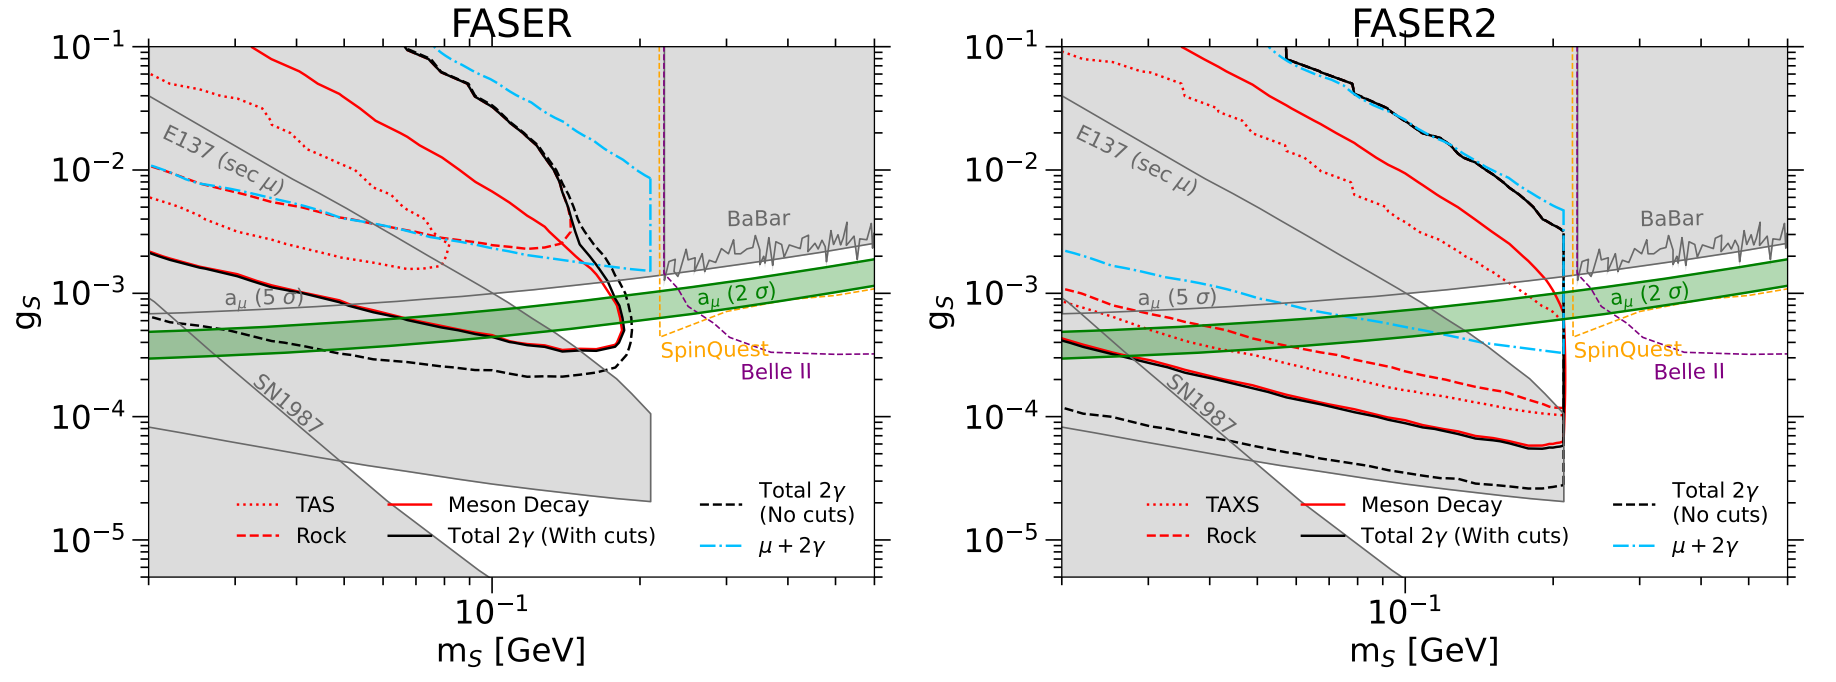 FASER
10⁻¹
10⁻²
10⁻³
10⁻⁴
10⁻⁵
g_S
E137 (sec μ)
BaBar
a_μ (5 σ)
a_μ (2 σ)
SpinQuest
Belle II
SN1987
TAS
Rock
Meson Decay
Total 2γ (With cuts)
Total 2γ
(No cuts)
μ + 2γ
10⁻¹
m_S [GeV]
FASER2
10⁻¹
10⁻²
10⁻³
10⁻⁴
10⁻⁵
g_S
E137 (sec μ)
BaBar
a_μ (5 σ)
a_μ (2 σ)
SpinQuest
Belle II
SN1987
TAXS
Rock
Meson Decay
Total 2γ (With cuts)
Total 2γ
(No cuts)
μ + 2γ
10⁻¹
m_S [GeV]